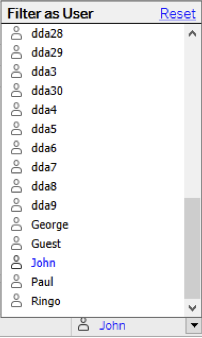 Filter as User Reset
dda28
dda29
dda3
dda30
dda4
dda5
dda6
dda7
dda8
dda9
George
Guest
John
Paul
Ringo
John